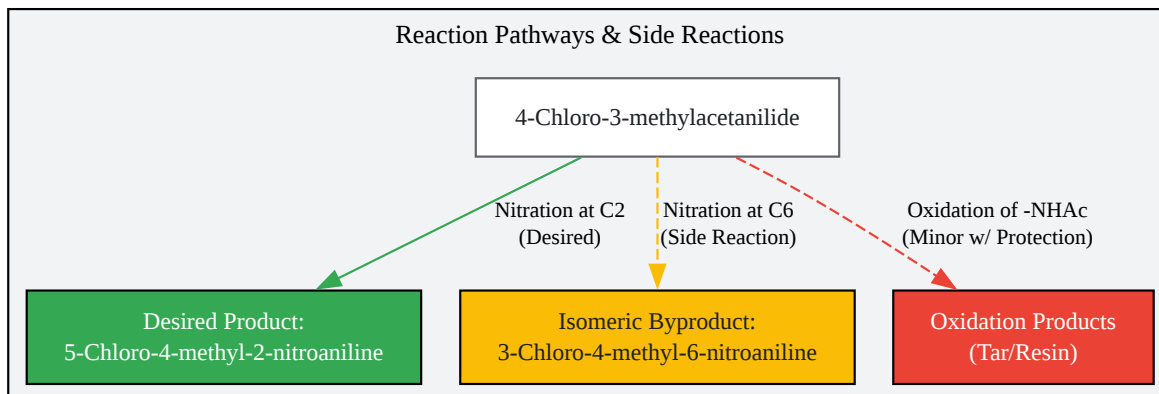 Reaction Pathways & Side Reactions
4-Chloro-3-methylacetanilide
Nitration at C2
(Desired)
Nitration at C6
(Side Reaction)
Oxidation of -NHAc
(Minor w/ Protection)
Desired Product:
5-Chloro-4-methyl-2-nitroaniline
Isomeric Byproduct:
3-Chloro-4-methyl-6-nitroaniline
Oxidation Products
(Tar/Resin)